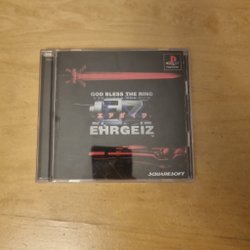 GOD BLESS THE RING
エアガイツ
EHRGEIZ
SQUARESOFT